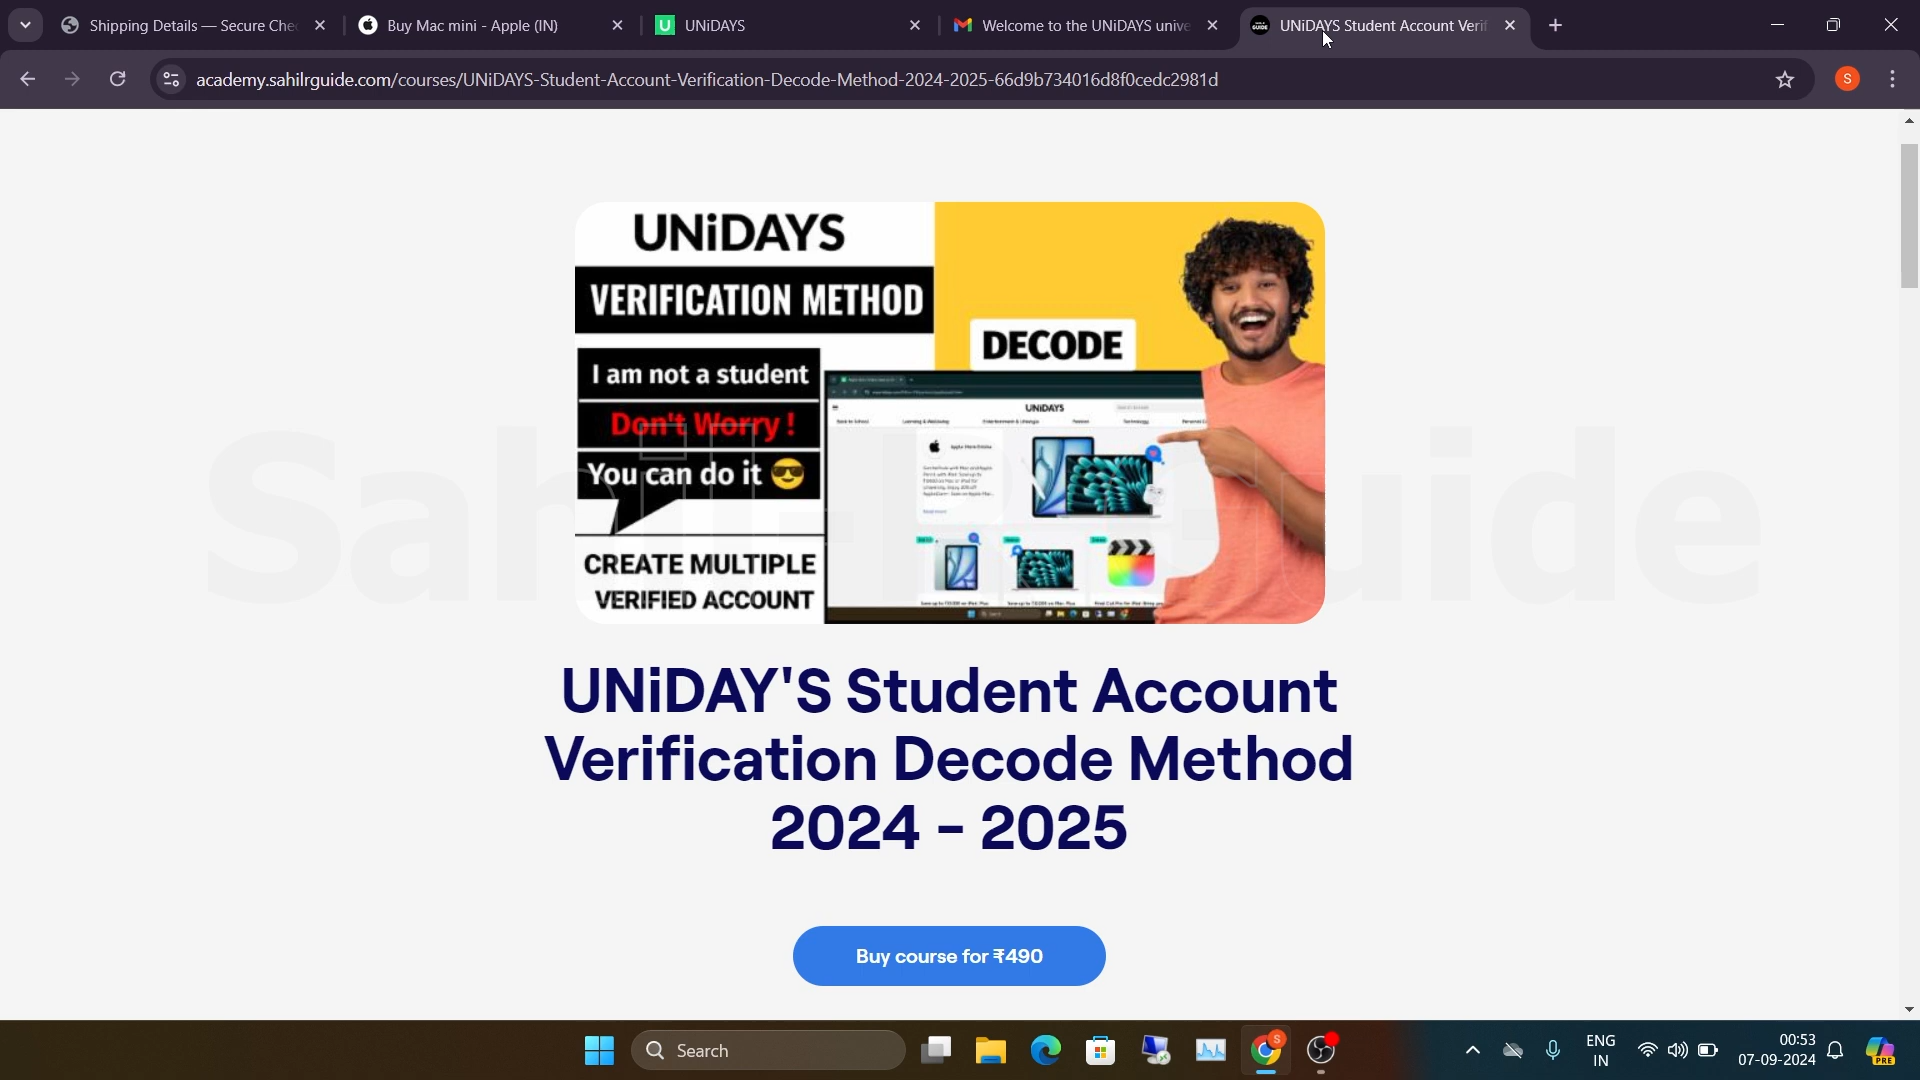 Shipping Details — Secure Che
Buy Mac mini - Apple (IN)
UNiDAYS
Welcome to the UNiDAYS unive
UNiDAYS Student Account Verif
academy.sahilrguide.com/courses/UNiDAYS-Student-Account-Verification-Decode-Method-2024-2025-66d9b734016d8f0cedc2981d
S
UNiDAYS
VERIFICATION METHOD
DECODE
I am not a student
Don't Worry !
You can do it 😎
CREATE MULTIPLE
VERIFIED ACCOUNT
UNiDAYS
UNiDAY'S Student Account
Verification Decode Method
2024 - 2025
Buy course for ₹490
Search
ENG
IN
00:53
07-09-2024
PRE